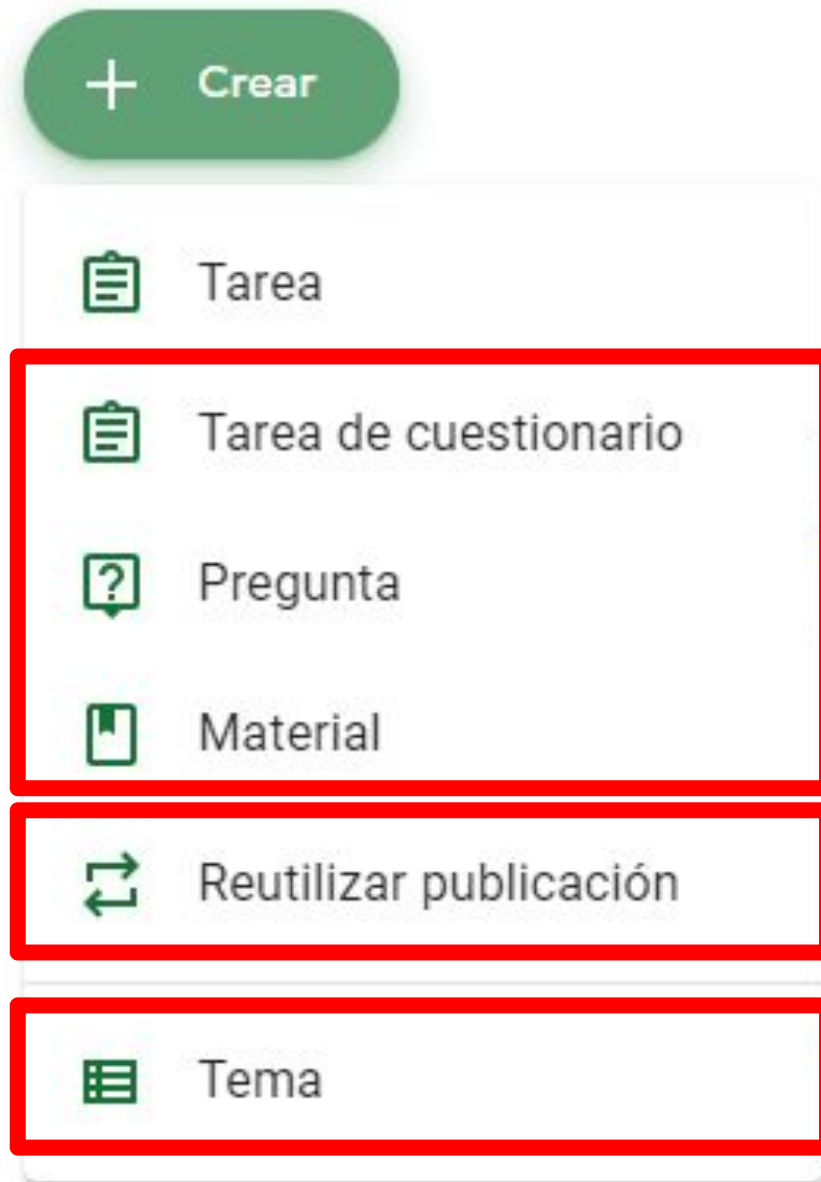 Crear
Tarea
Tarea de cuestionario
Pregunta
Material
Reutilizar publicación
Tema